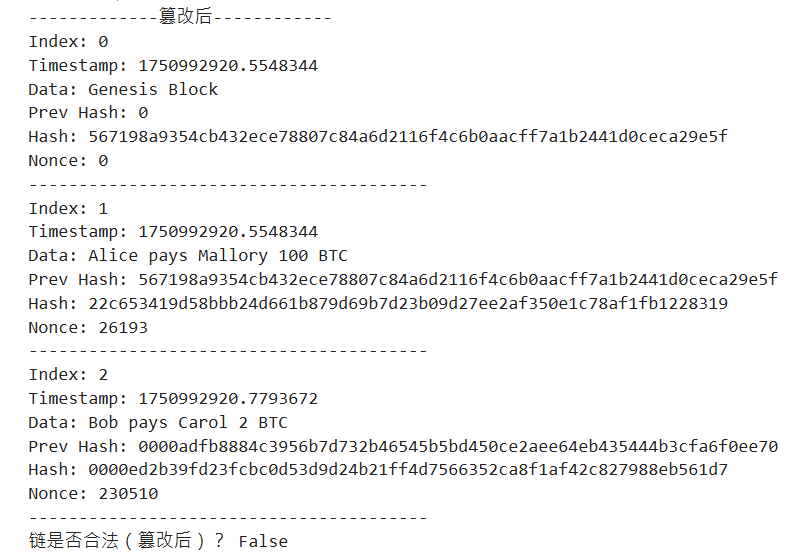 -------------篡改后------------
Index: 0
Timestamp: 1750992920.5548344
Data: Genesis Block
Prev Hash: 0
Hash: 567198a9354cb432ece78807c84a6d2116f4c6b0aacff7a1b2441d0ceca29e5f
Nonce: 0
----------------------------------------
Index: 1
Timestamp: 1750992920.5548344
Data: Alice pays Mallory 100 BTC
Prev Hash: 567198a9354cb432ece78807c84a6d2116f4c6b0aacff7a1b2441d0ceca29e5f
Hash: 22c653419d58bbb24d661b879d69b7d23b09d27ee2af350e1c78af1fb1228319
Nonce: 26193
----------------------------------------
Index: 2
Timestamp: 1750992920.7793672
Data: Bob pays Carol 2 BTC
Prev Hash: 0000adfb8884c3956b7d732b46545b5bd450ce2aee64eb435444b3cfa6f0ee70
Hash: 0000ed2b39fd23fcbc0d53d9d24b21ff4d7566352ca8f1af42c827988eb561d7
Nonce: 230510
----------------------------------------
链是否合法（篡改后）？ False